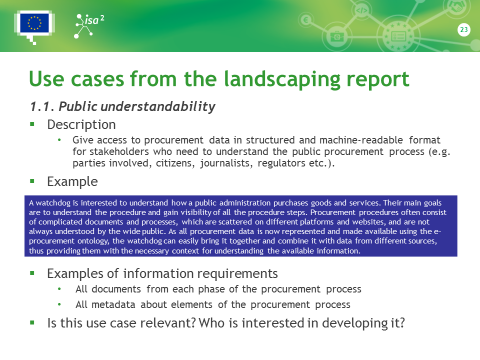 isa²
23
Use cases from the landscaping report
1.1. Public understandability
Description
Give access to procurement data in structured and machine-readable format
for stakeholders who need to understand the public procurement process (e.g.
parties involved, citizens, journalists, regulators etc.).
Example
A watchdog is interested to understand how a public administration purchases goods and services. Their main goals
are to understand the procedure and gain visibility of all the procedure steps. Procurement procedures often consist
of complicated documents and processes, which are scattered on different platforms and websites, and are not
always understood by the wide public. As all procurement data is now represented and made available using the e-
procurement ontology, the watchdog can easily bring it together and combine it with data from different sources,
thus providing them with the necessary context for understanding the available information.
Examples of information requirements
All documents from each phase of the procurement process
All metadata about elements of the procurement process
Is this use case relevant? Who is interested in developing it?